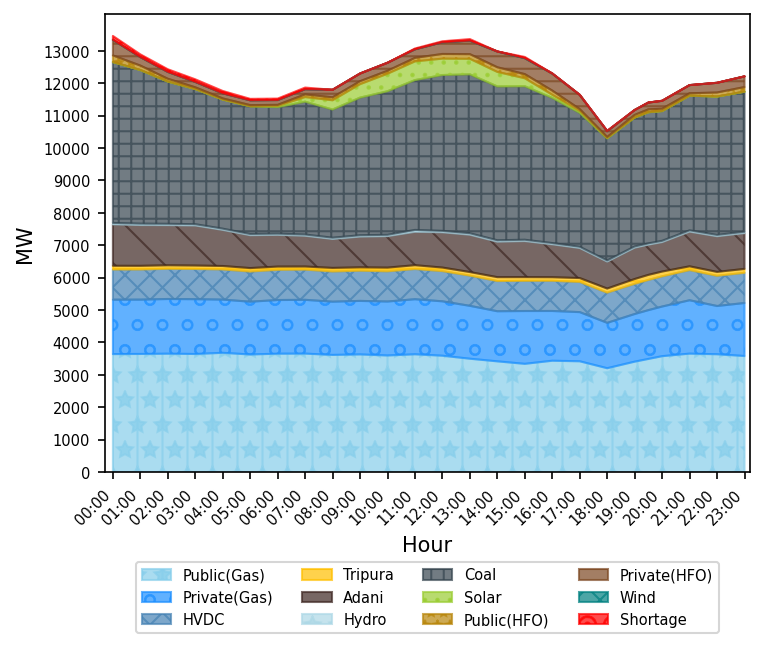 MW
13000
12000
11000
10000
9000
8000
7000
6000
5000
4000
3000
2000
1000
0
00:00 01:00 02:00 03:00 04:00 05:00 06:00 07:00 08:00 09:00 10:00 11:00 12:00 13:00 14:00 15:00 16:00 17:00 18:00 19:00 20:00 21:00 22:00 23:00
Hour
Public(Gas) Tripura Coal Private(HFO)
Private(Gas) Adani Solar Wind
HVDC Hydro Public(HFO) Shortage